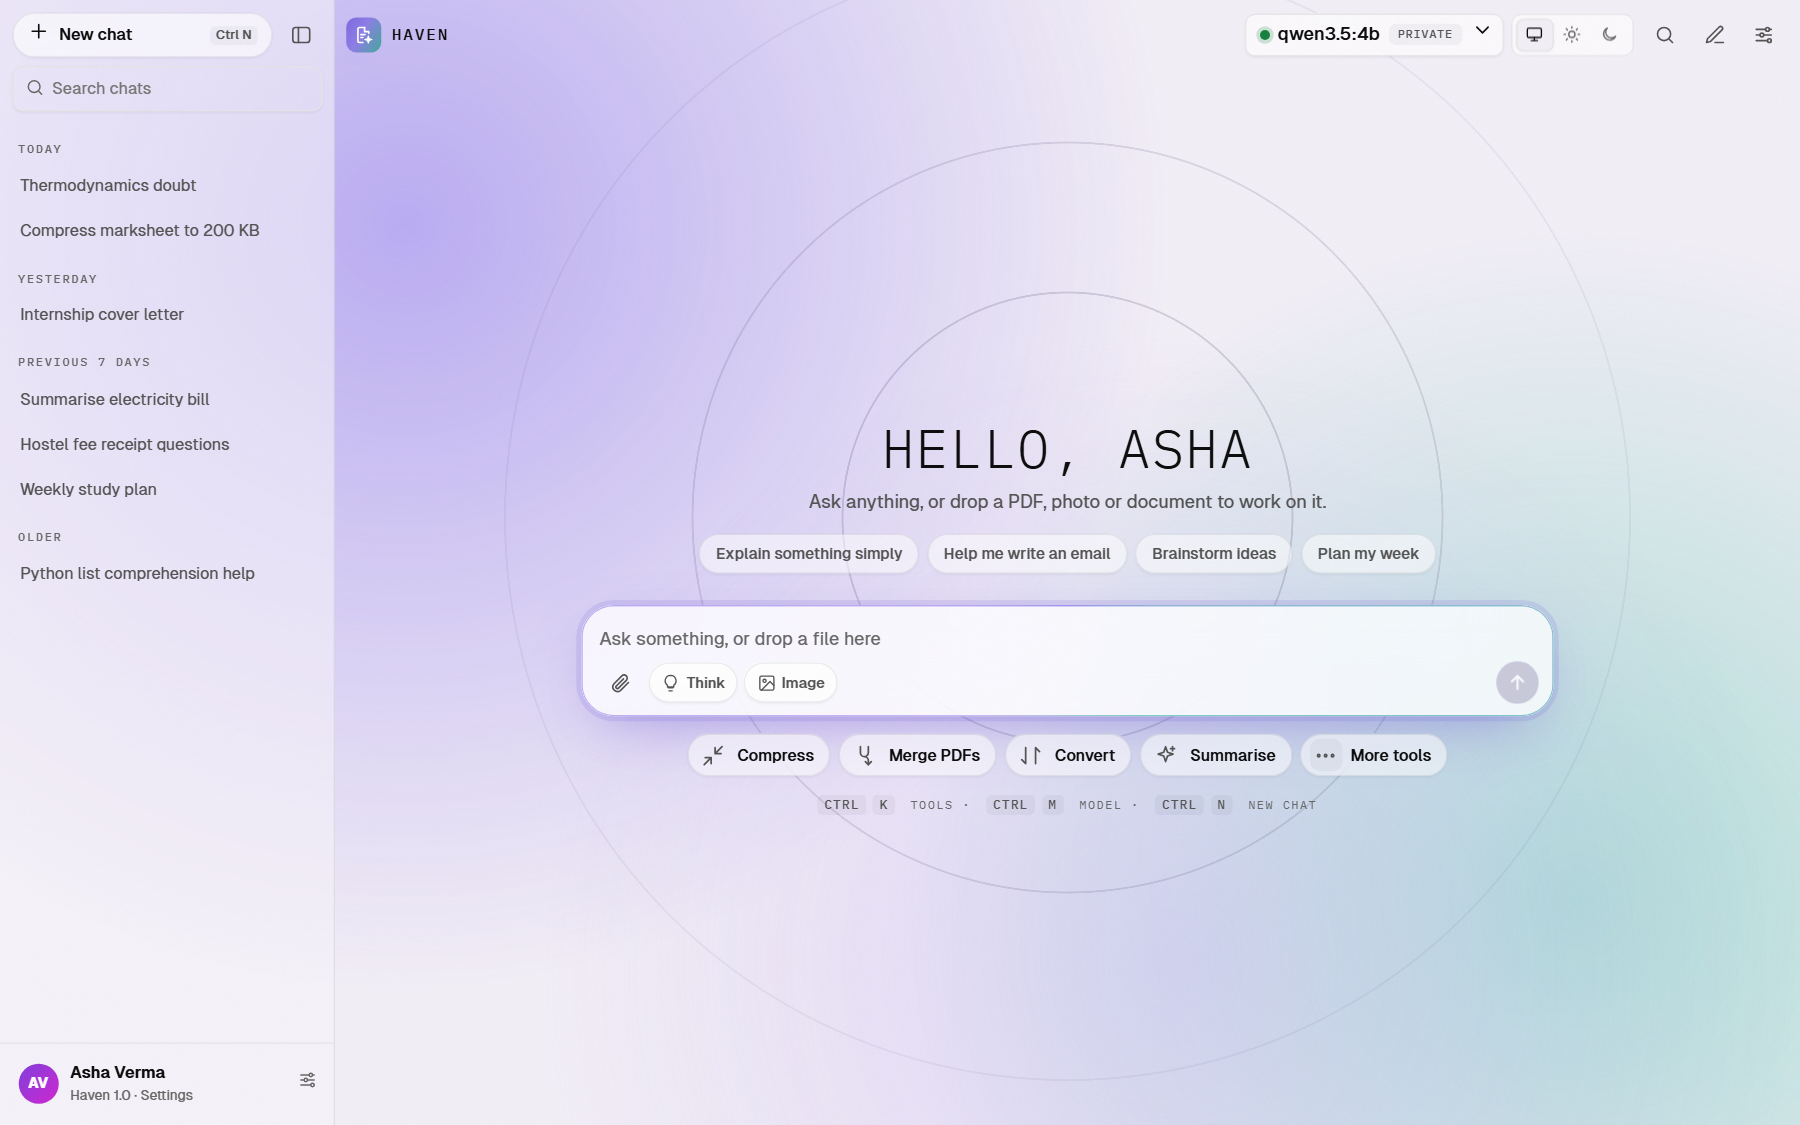 New chat Ctrl N
Search chats
TODAY
Thermodynamics doubt
Compress marksheet to 200 KB
YESTERDAY
Internship cover letter
PREVIOUS 7 DAYS
Summarise electricity bill
Hostel fee receipt questions
Weekly study plan
OLDER
Python list comprehension help
AV
Asha Verma
Haven 1.0 · Settings
HAVEN
qwen3.5:4b PRIVATE
HELLO, ASHA
Ask anything, or drop a PDF, photo or document to work on it.
Explain something simply Help me write an email Brainstorm ideas Plan my week
Ask something, or drop a file here
Think Image
Compress Merge PDFs Convert Summarise More tools
CTRL K TOOLS · CTRL M MODEL · CTRL N NEW CHAT